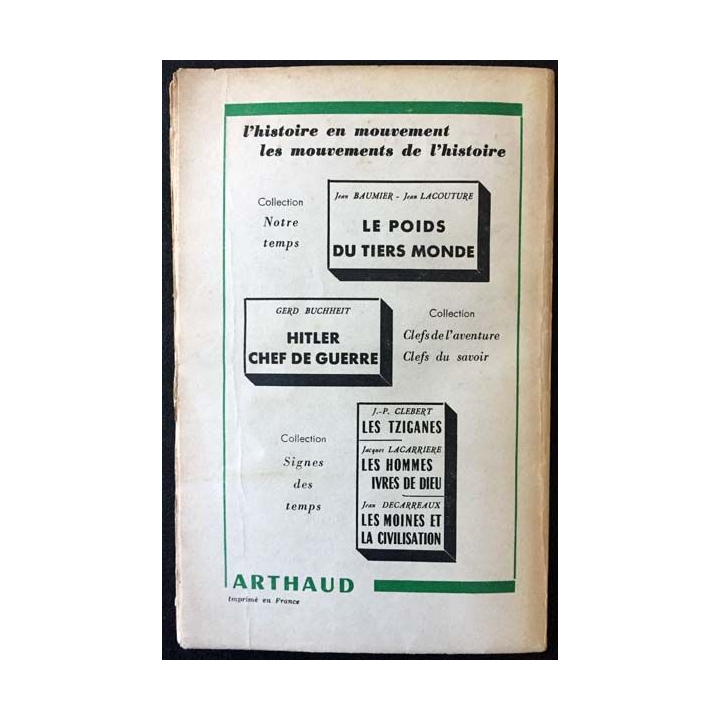 l'histoire en mouvement
les mouvements de l'histoire
Collection
Notre
temps
Jean BAUMIER - Jean LACOUTURE
LE POIDS
DU TIERS MONDE
GERD BUCHHEIT
HITLER
CHEF DE GUERRE
Collection
Clefs de l'aventure
Clefs du savoir
Collection
Signes
des
temps
J.-P. CLEBERT
LES TZIGANES
Jacques LACARRIERE
LES HOMMES
IVRES DE DIEU
Jean DECARREAUX
LES MOINES ET
LA CIVILISATION
ARTHAUD
Imprimé en France